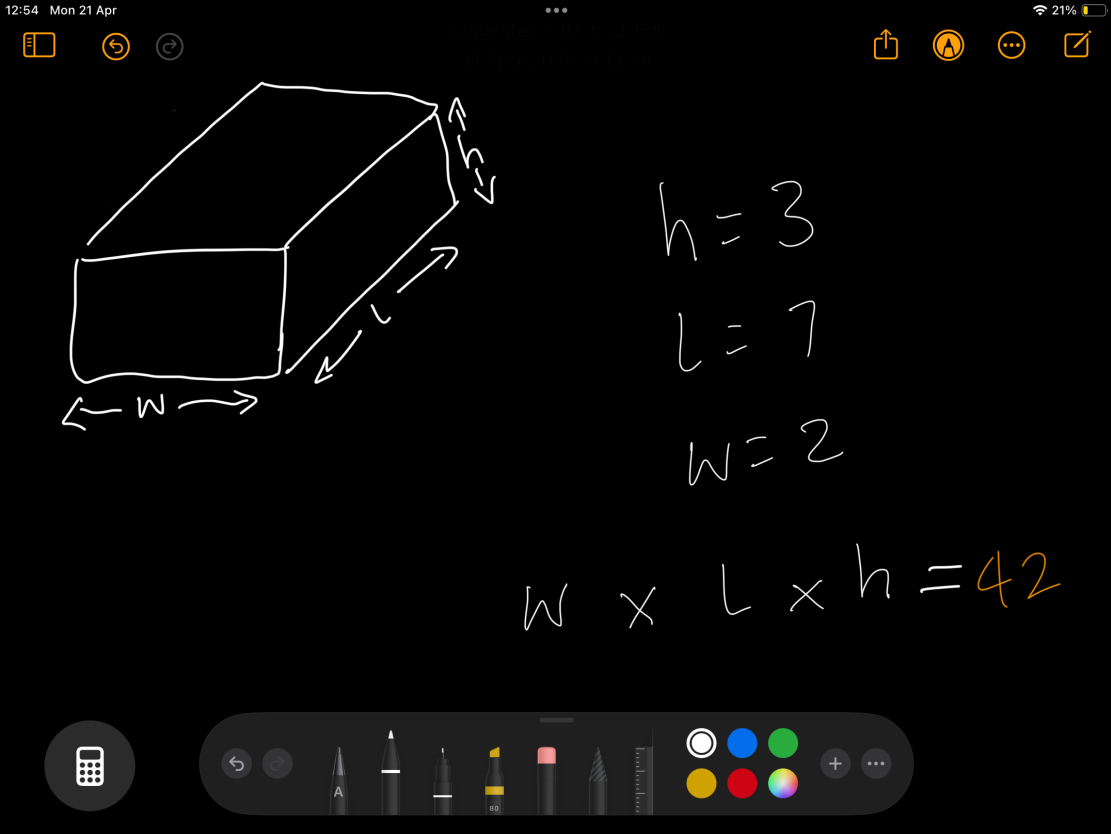 12:54 Mon 21 Apr
21%
h
L
w
h = 3
L = 7
w = 2
w x L x h = 42
A
80